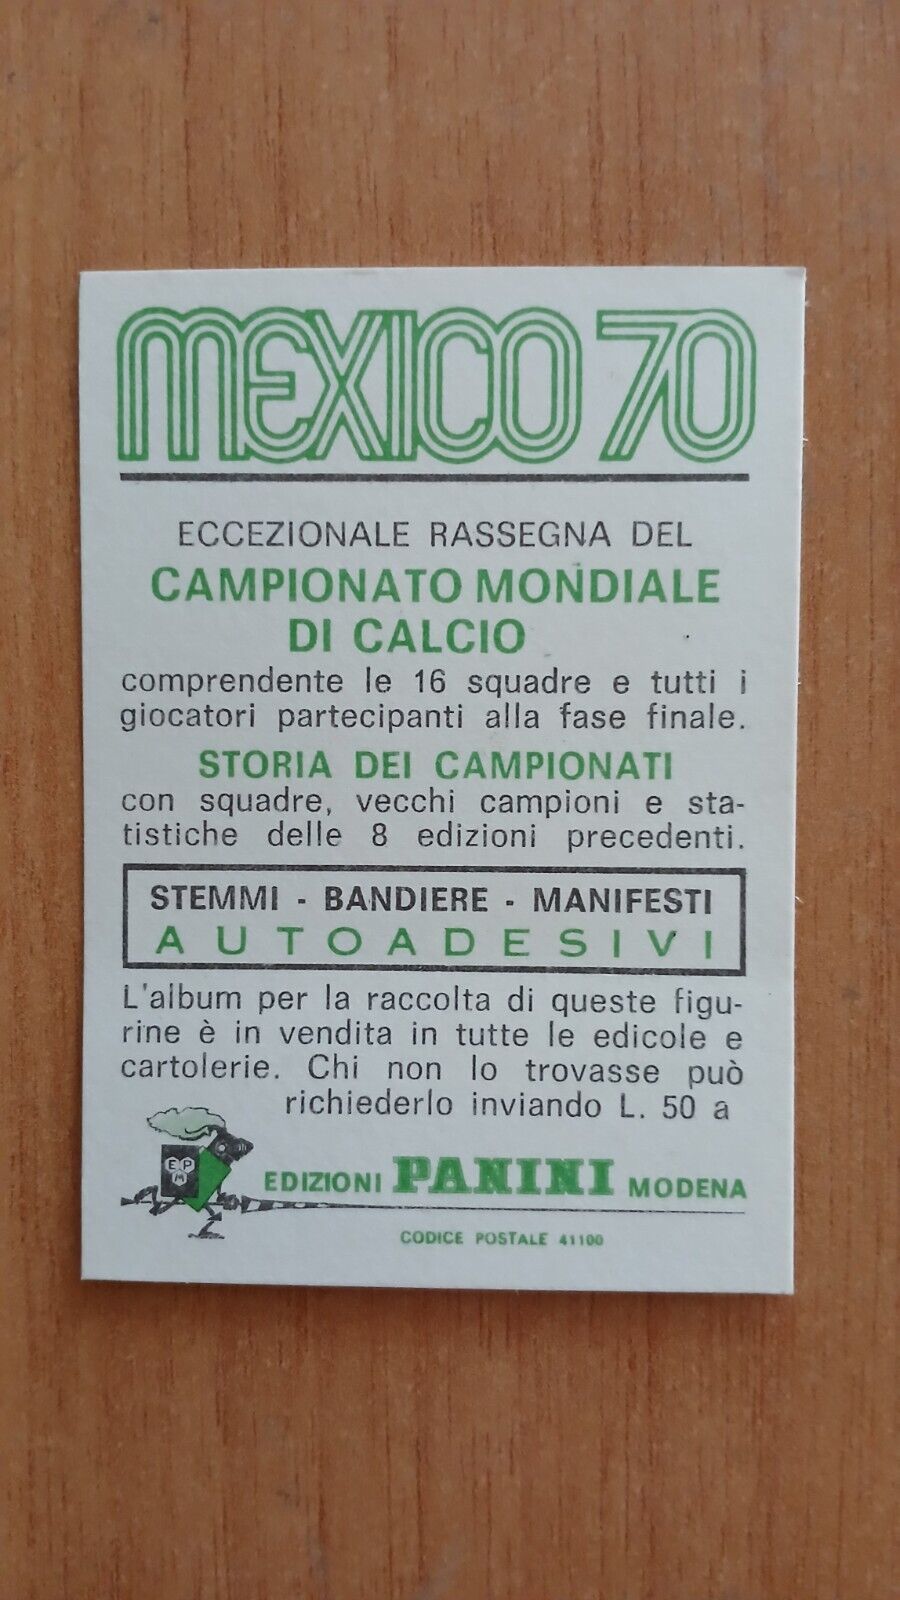 MEXICO 70
ECCEZIONALE RASSEGNA DEL
CAMPIONATO MONDIALE
DI CALCIO
comprendente le 16 squadre e tutti i
giocatori partecipanti alla fase finale.
STORIA DEI CAMPIONATI
con squadre, vecchi campioni e sta-
tistiche delle 8 edizioni precedenti.
STEMMI - BANDIERE - MANIFESTI
AUTOADESIVI
L'album per la raccolta di queste figu-
rine è in vendita in tutte le edicole e
cartolerie. Chi non lo trovasse può
richiederlo inviando L. 50 a
EPM
EDIZIONI PANINI MODENA
CODICE POSTALE 41100